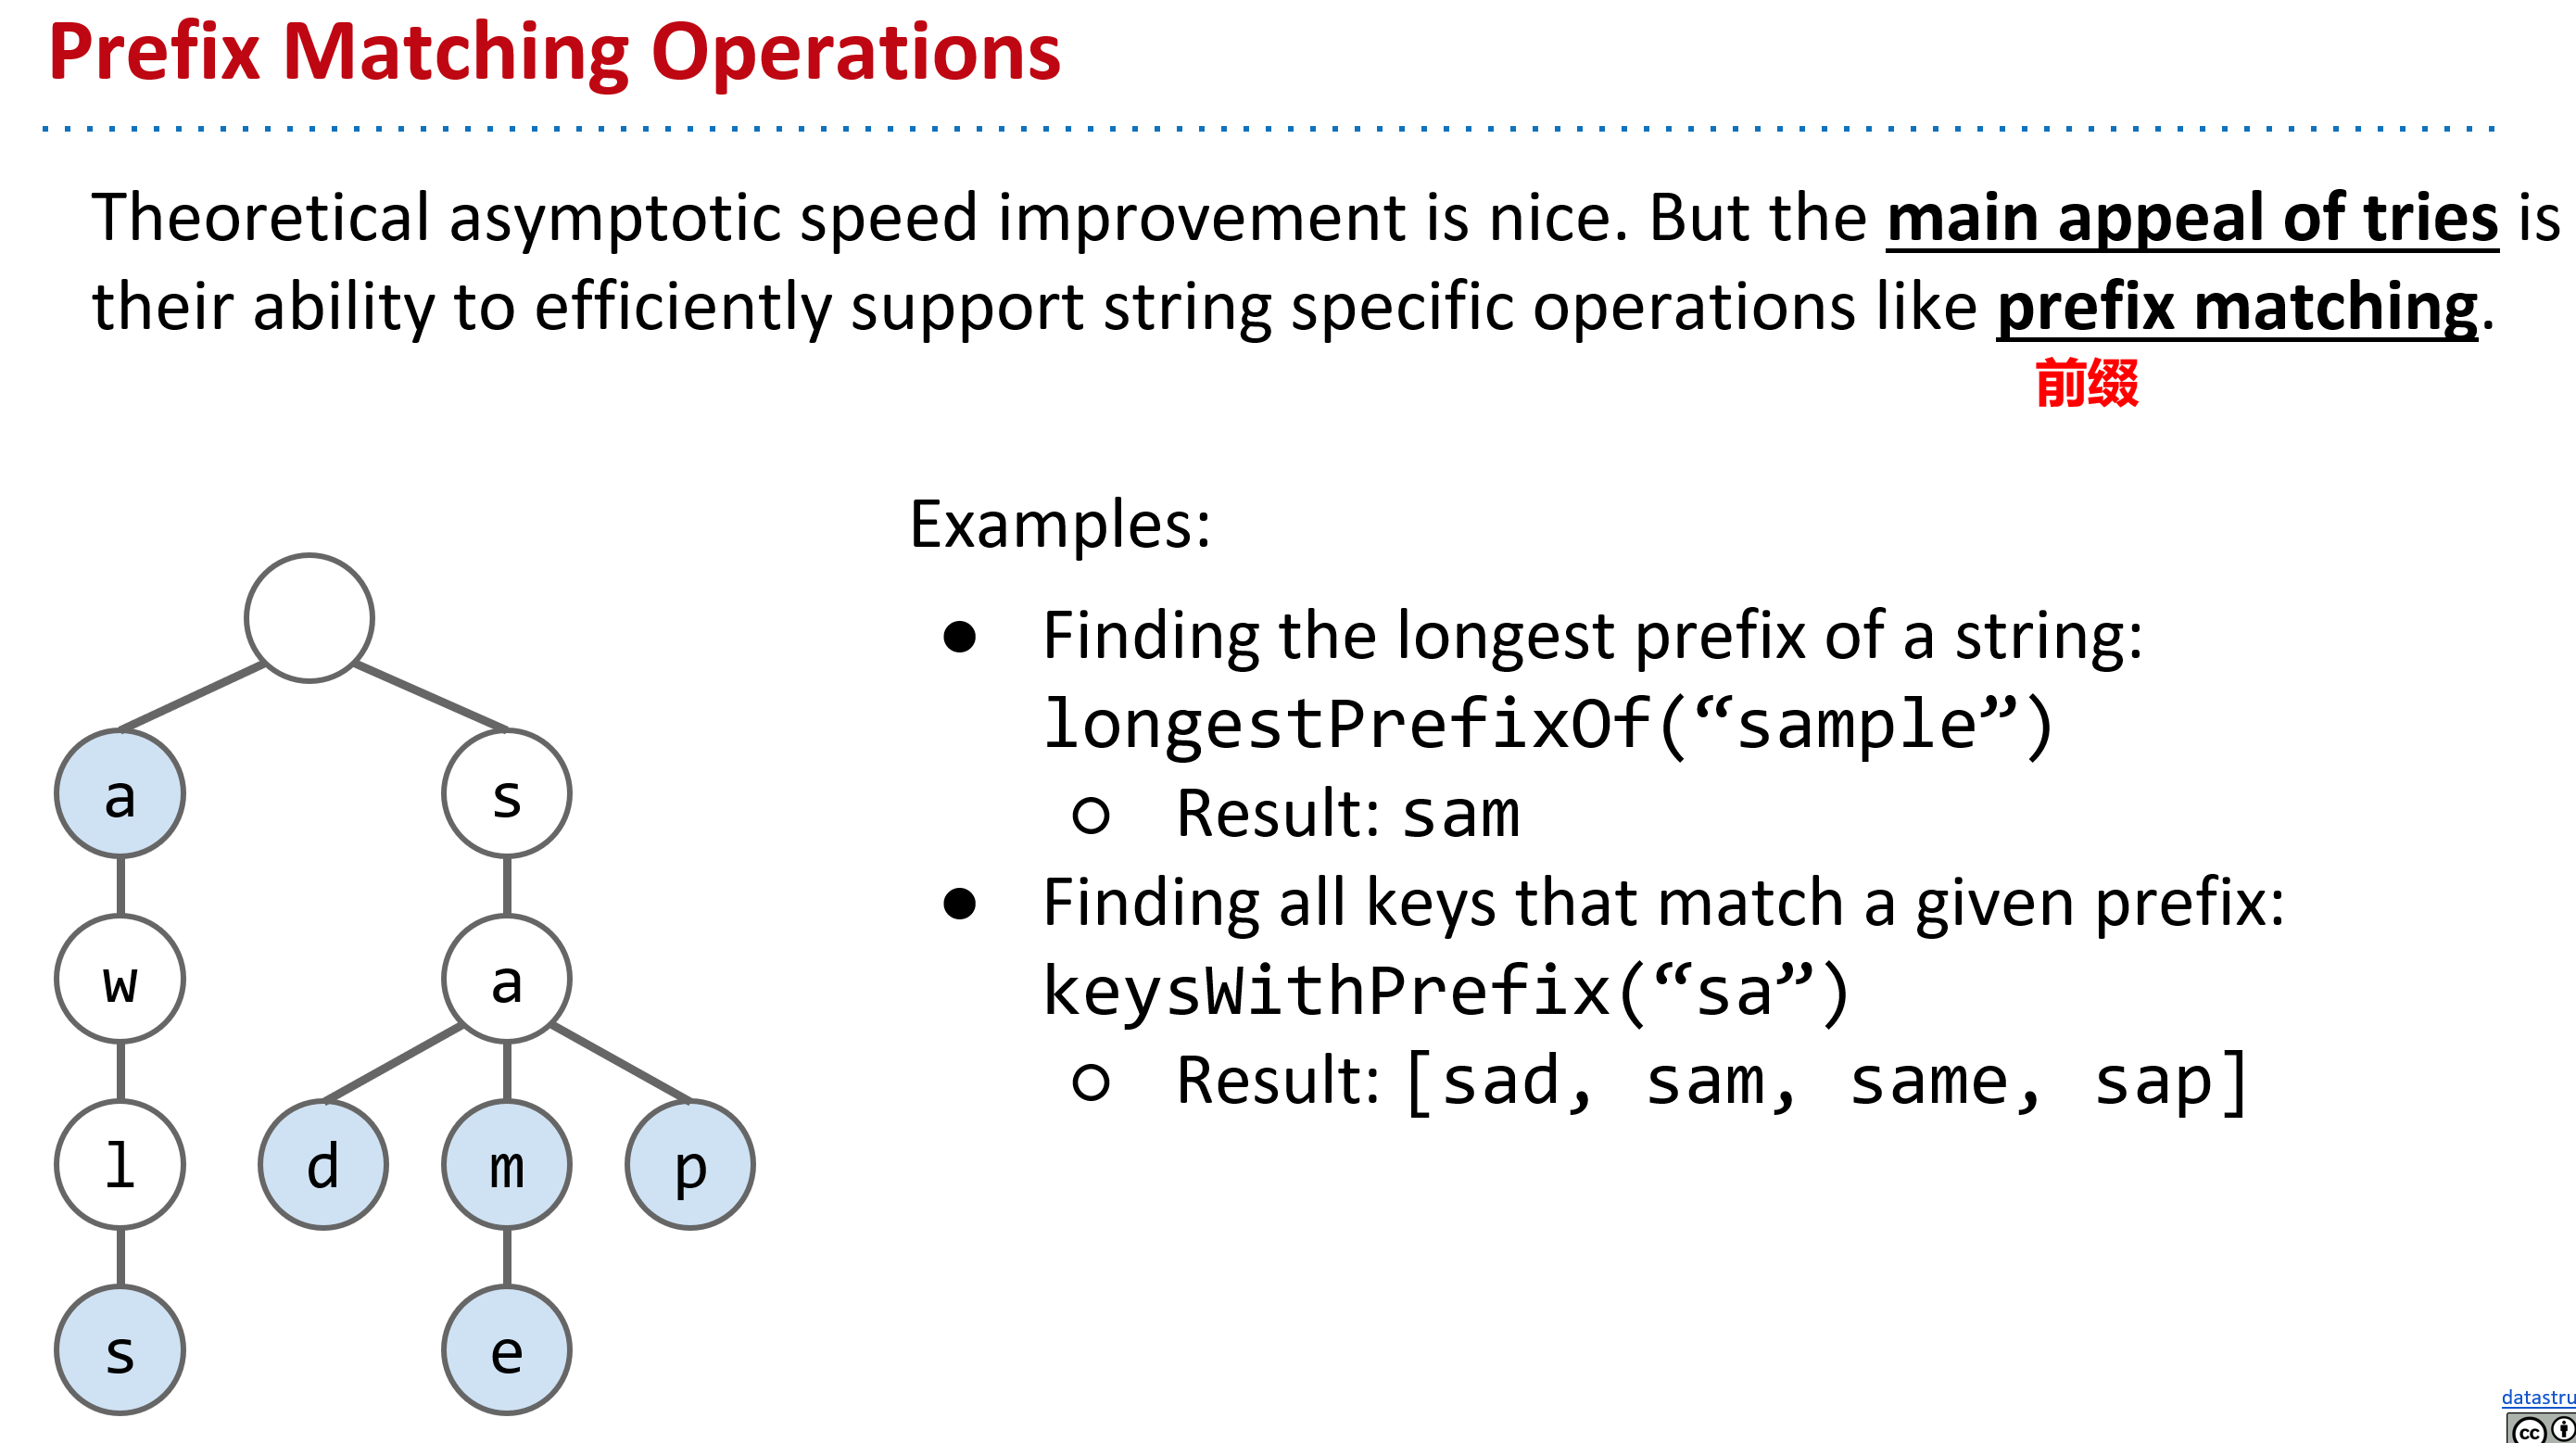 Prefix Matching Operations
Theoretical asymptotic speed improvement is nice. But the main appeal of tries is
their ability to efficiently support string specific operations like prefix matching.
前缀
Examples:
● Finding the longest prefix of a string:
longestPrefixOf(“sample”)
○ Result: sam
● Finding all keys that match a given prefix:
keysWithPrefix(“sa”)
○ Result: [sad, sam, same, sap]
a s
w a
l d m p
s e
datastru
cc